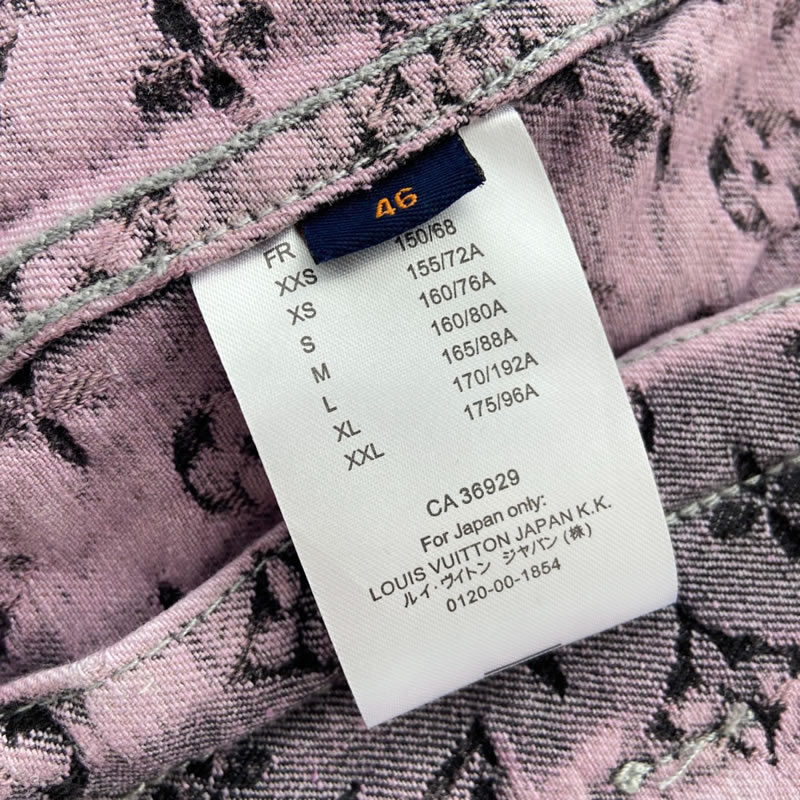 46
FR
XXS 150/68
XS 155/72A
S 160/76A
M 160/80A
L 165/88A
XL 170/192A
XXL 175/96A
CA 36929
For Japan only:
LOUIS VUITTON JAPAN K.K.
ルイ・ヴィトン ジャパン (株)
0120-00-1854